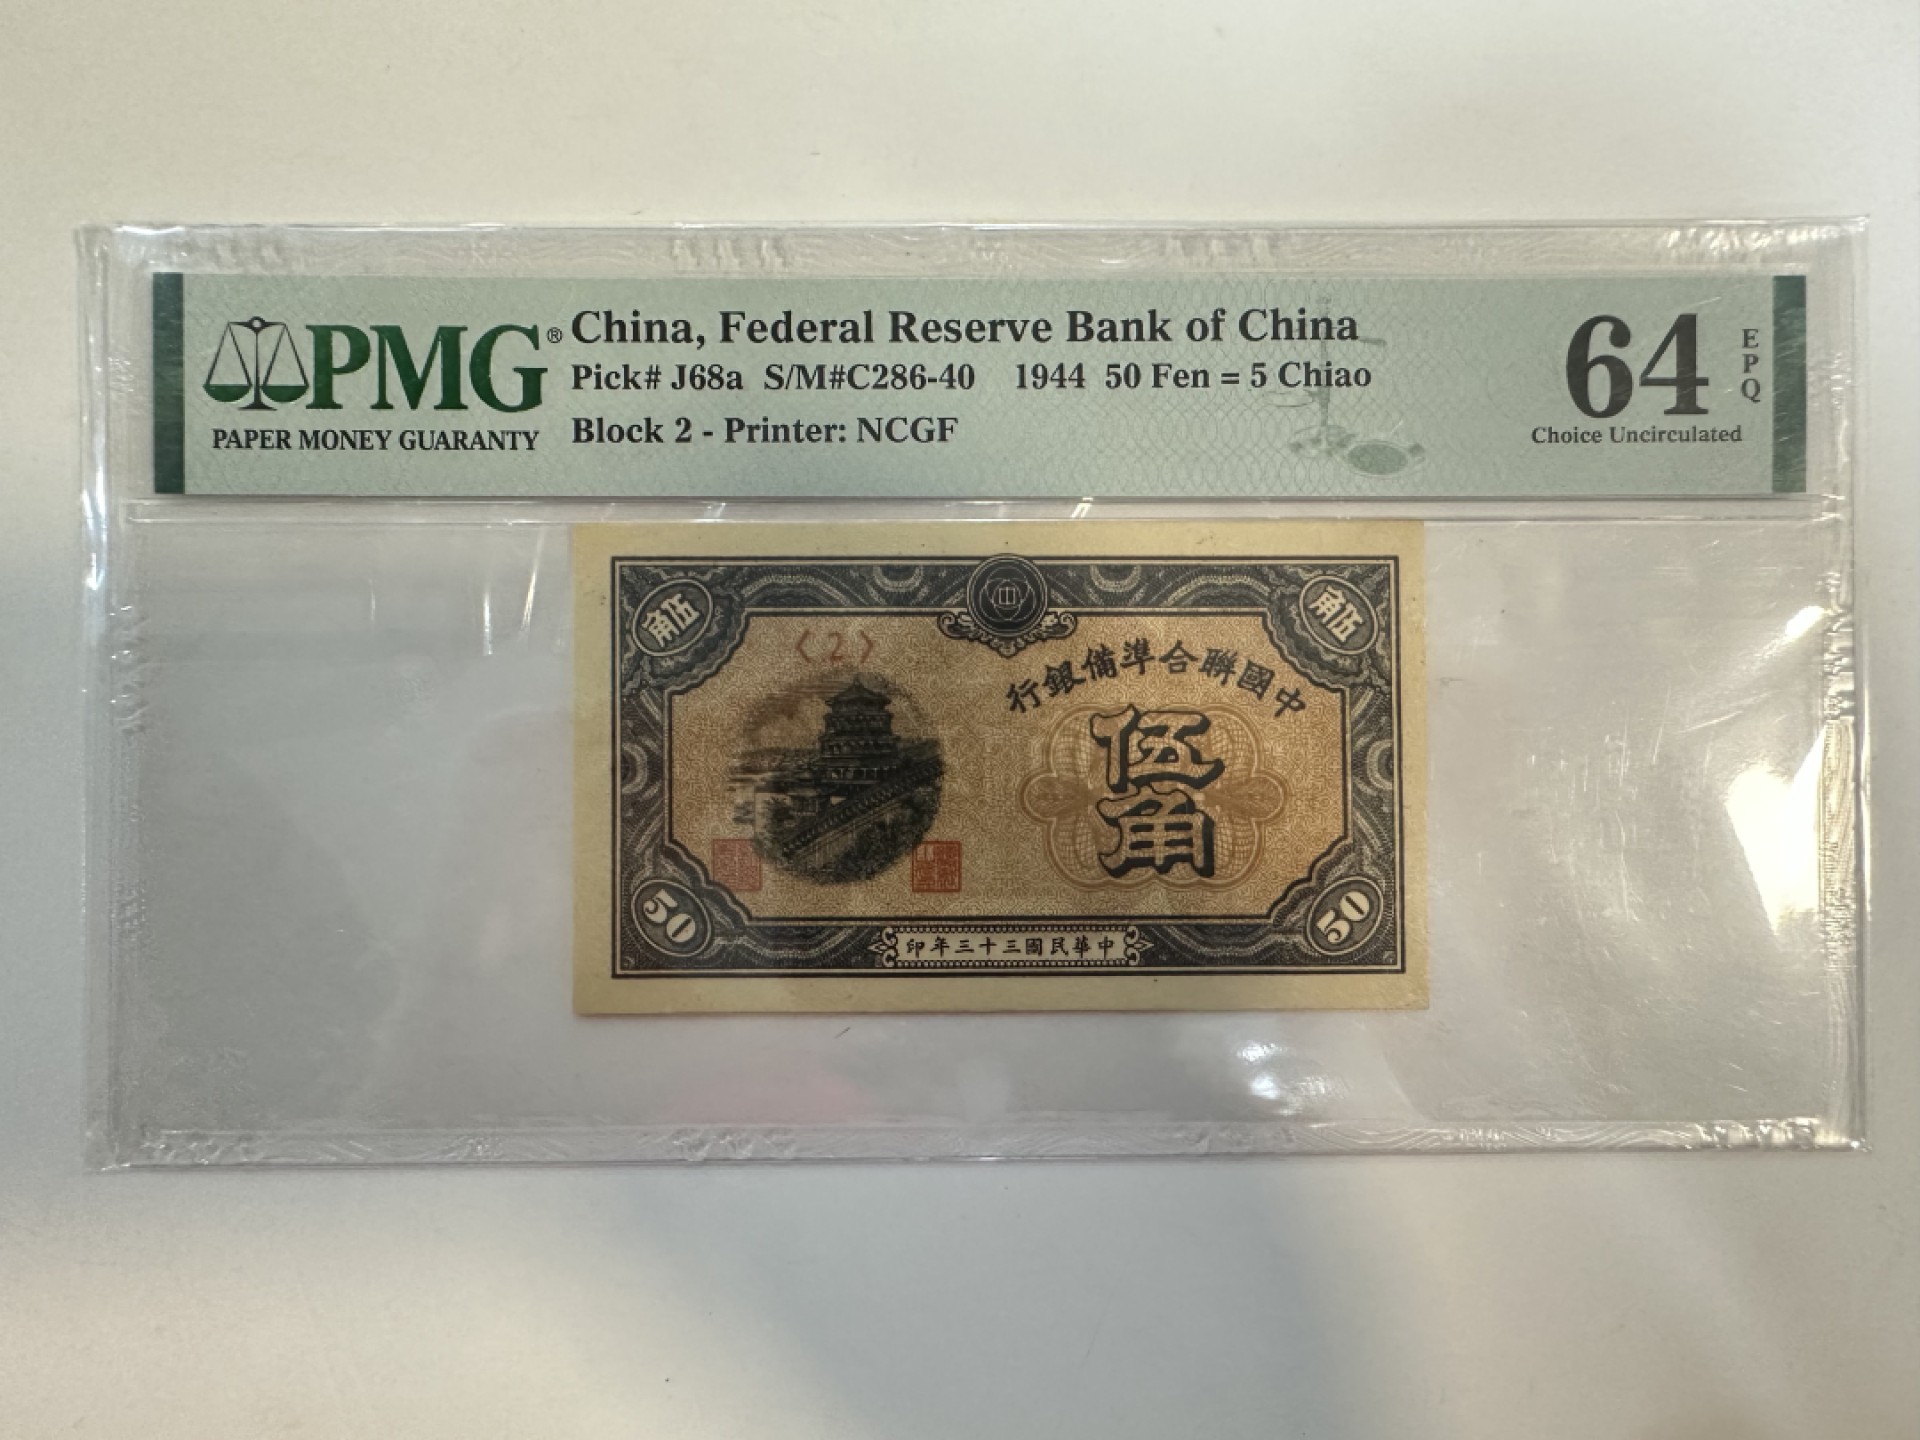 PMG®
PAPER MONEY GUARANTY
China, Federal Reserve Bank of China
Pick# J68a S/M#C286-40 1944 50 Fen = 5 Chiao
Block 2 - Printer: NCGF
64
EPQ
Choice Uncirculated
伍角
伍角
〈2〉
中國聯合準備銀行
伍角
50
50
中華民國三十三年印